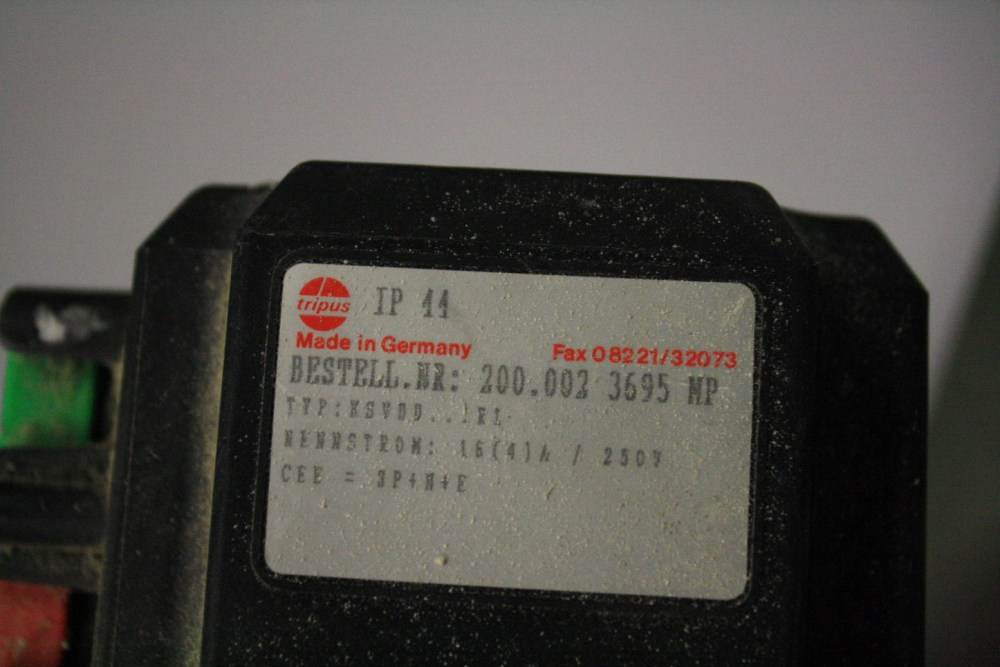 tripus IP 44
Made in Germany Fax 08221/32073
BESTELL.NR: 200.002 3695 MP
TYP:
NENNSTROM: 16(4)A / 250V
CEE = 3P+N+E